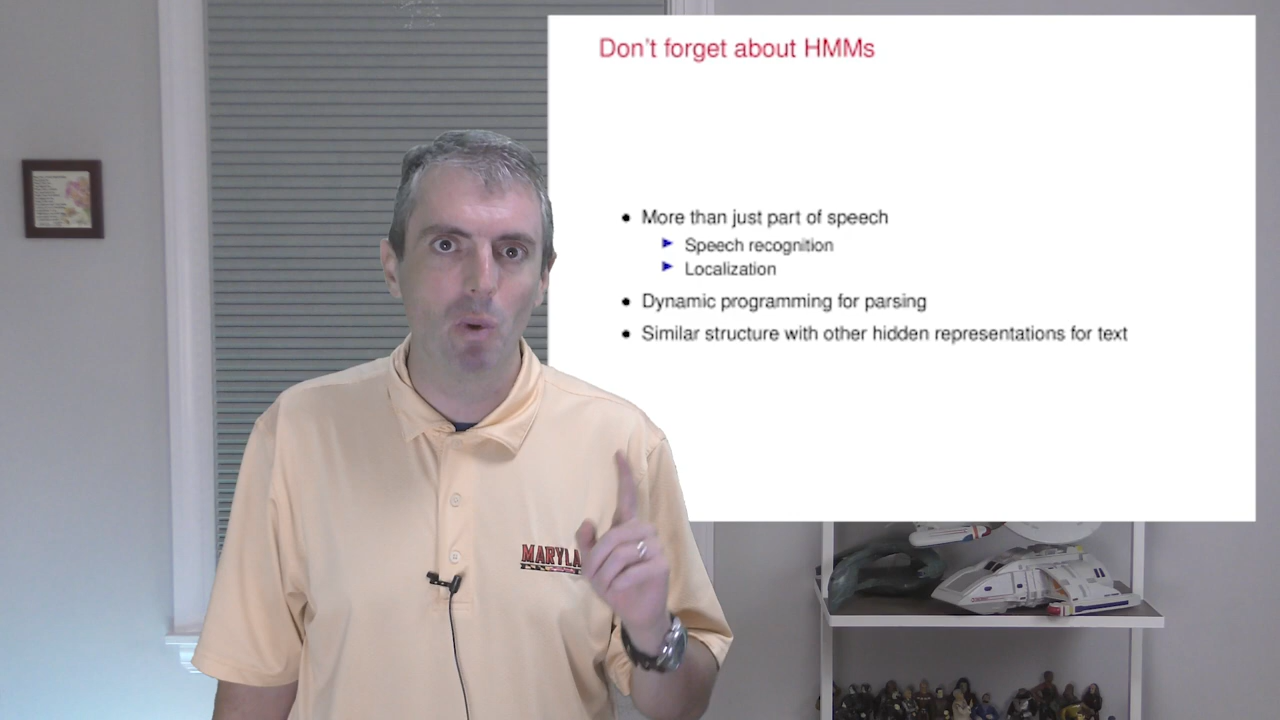 Don't forget about HMMs
More than just part of speech
Speech recognition
Localization
Dynamic programming for parsing
Similar structure with other hidden representations for text